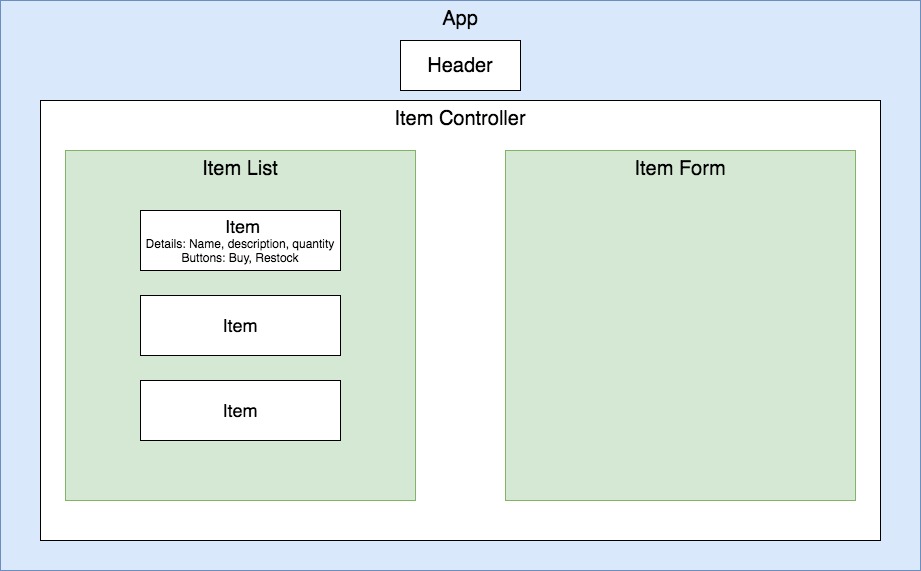 App
Header
Item Controller
Item List
Item Form
Item
Details: Name, description, quantity
Buttons: Buy, Restock
Item
Item